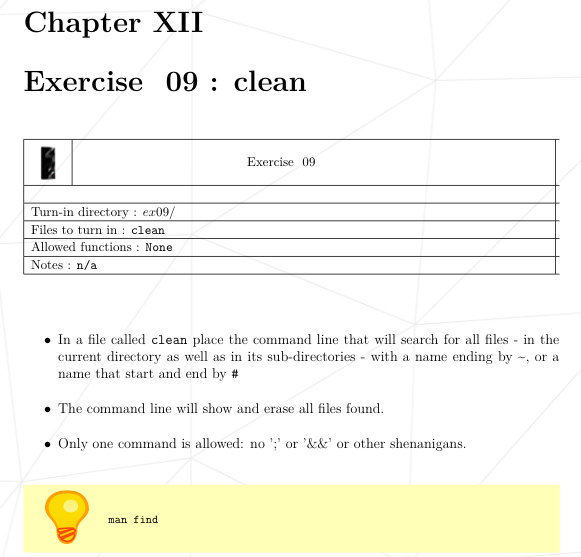 Chapter XII
Exercise 09 : clean
Exercise 09
Turn-in directory : ex09/
Files to turn in : clean
Allowed functions : None
Notes : n/a
• In a file called clean place the command line that will search for all files - in the
current directory as well as in its sub-directories - with a name ending by ~, or a
name that start and end by #
• The command line will show and erase all files found.
• Only one command is allowed: no ';' or '&&' or other shenanigans.
man find